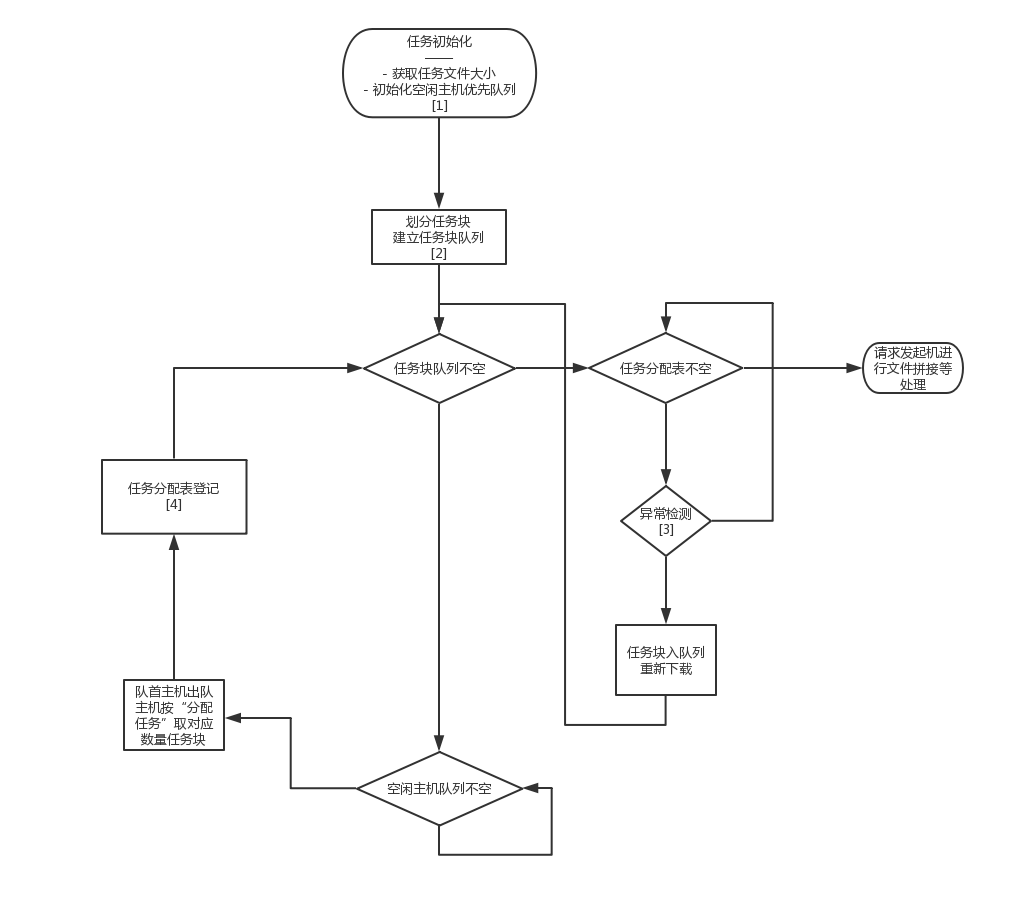 任务初始化
——
- 获取任务文件大小
- 初始化空闲主机优先队列
[1]
划分任务块
建立任务块队列
[2]
任务块队列不空
任务分配表不空
请求发起机进
行文件拼接等
处理
任务分配表登记
[4]
异常检测
[3]
任务块入队列
重新下载
队首主机出队
主机按“分配
任务”取对应
数量任务块
空闲主机队列不空